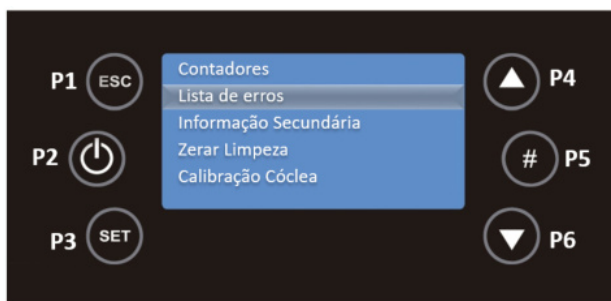 P1 ESC
Contadores
Lista de erros
Informação Secundária
Zerar Limpeza
Calibração Cóclea
P4
P2
# P5
P3 SET
P6